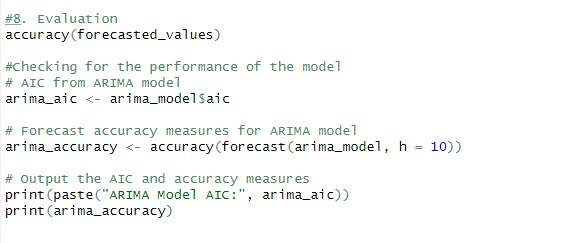 #8. Evaluation
accuracy(forecasted_values)
#Checking for the performance of the model
# AIC from ARIMA model
arima_aic <- arima_model$aic
# Forecast accuracy measures for ARIMA model
arima_accuracy <- accuracy(forecast(arima_model, h = 10))
# Output the AIC and accuracy measures
print(paste("ARIMA Model AIC:", arima_aic))
print(arima_accuracy)